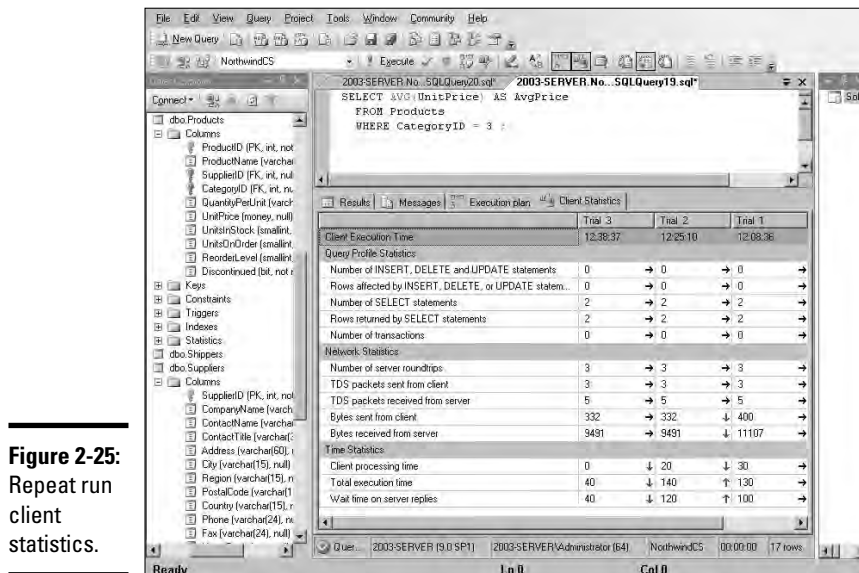 File Edit View Query Project Tools Window Community Help
New Query
NorthwindCS Execute
Connect
dbo.Products
Columns
ProductID (PK, int, not
ProductName (varchar
SupplierID (FK, int, nul
CategoryID (FK, int, nu
QuantityPerUnit (varch
UnitPrice (money, null)
UnitsInStock (smallint,
UnitsOnOrder (smallint,
ReorderLevel (smallint,
Discontinued (bit, not n
Keys
Constraints
Triggers
Indexes
Statistics
dbo.Shippers
dbo.Suppliers
Columns
SupplierID (PK, int, not
CompanyName (varch
ContactName (varchar
ContactTitle (varchar(
Address (varchar(60),
City (varchar(15), null)
Region (varchar(15), n
PostalCode (varchar(1
Country (varchar(15), r
Phone (varchar(24), nu
Fax (varchar(24), null)
2003-SERVER.No...SQLQuery20.sql* 2003-SERVER.No...SQLQuery19.sql*
SELECT AVG(UnitPrice) AS AvgPrice
FROM Products
WHERE CategoryID = 3 ;
Results Messages Execution plan Client Statistics
Trial 3 Trial 2 Trial 1
Client Execution Time 12:38:37 12:25:10 12:08:36
Query Profile Statistics
Number of INSERT, DELETE and UPDATE statements 0 → 0 → 0 →
Rows affected by INSERT, DELETE, or UPDATE statem... 0 → 0 → 0 →
Number of SELECT statements 2 → 2 → 2 →
Rows returned by SELECT statements 2 → 2 → 2 →
Number of transactions 0 → 0 → 0 →
Network Statistics
Number of server roundtrips 3 → 3 → 3 →
TDS packets sent from client 3 → 3 → 3 →
TDS packets received from server 5 → 5 → 5 →
Bytes sent from client 332 → 332 ↓ 400 →
Bytes received from server 9491 → 9491 ↓ 11107 →
Time Statistics
Client processing time 0 ↓ 20 ↓ 30 →
Total execution time 40 ↓ 140 ↑ 130 →
Wait time on server replies 40 ↓ 120 ↑ 100 →
Quer... 2003-SERVER (9.0 SP1) 2003-SERVER\Administrator (64) NorthwindCS 00:00:00 17 rows
Ready Ln 0 Col 0
Sol
Figure 2-25:
Repeat run
client
statistics.